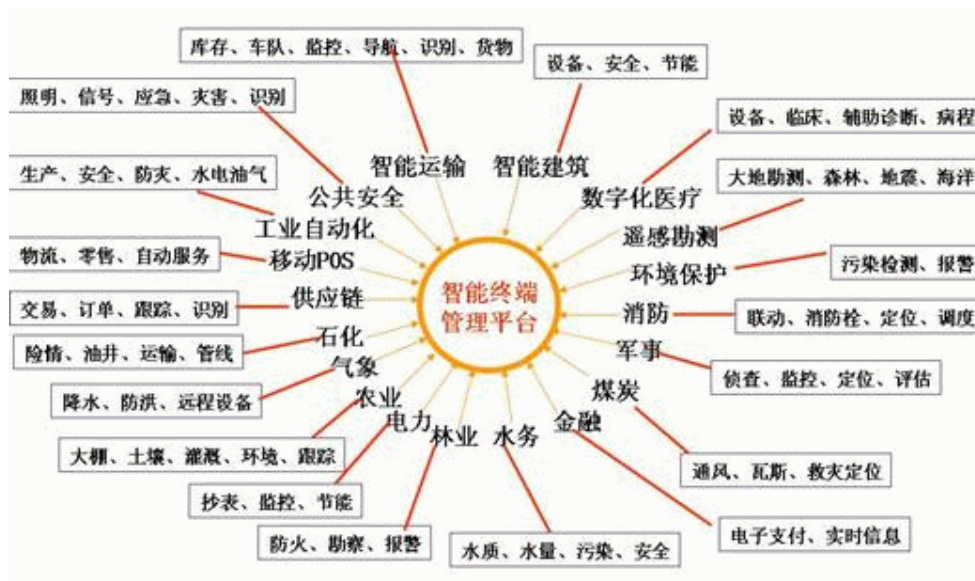 库存、车队、监控、导航、识别、货物
设备、安全、节能
照明、信号、应急、灾害、识别
设备、临床、辅助诊断、病程
智能运输
智能建筑
生产、安全、防灾、水电油气
大地勘测、森林、地震、海洋
公共安全
数字化医疗
工业自动化
遥感勘测
物流、零售、自动服务
移动POS
环境保护
污染检测、报警
智能终端
管理平台
交易、订单、跟踪、识别
供应链
消防
联动、消防栓、定位、调度
险情、油井、运输、管线
石化
军事
侦查、监控、定位、评估
气象
降水、防洪、远程设备
农业
煤炭
电力
林业
水务
金融
大棚、土壤、灌溉、环境、跟踪
通风、瓦斯、救灾定位
抄表、监控、节能
防火、勘察、报警
水质、水量、污染、安全
电子支付、实时信息